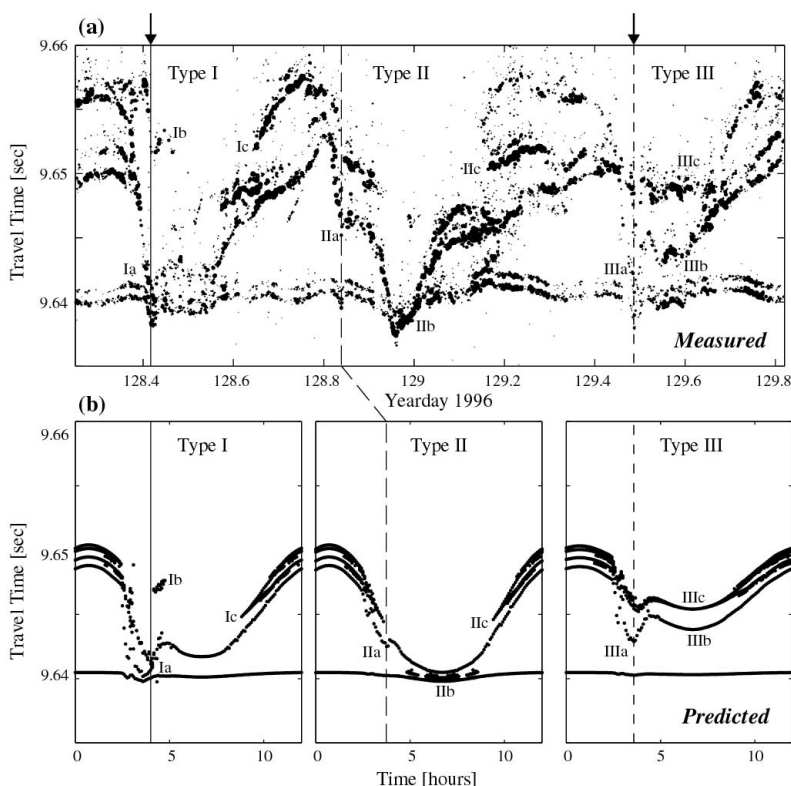 (a)
9.66
9.65
9.64
Travel Time [sec]
Type I
Type II
Type III
Ib
Ic
IIc
IIIc
IIa
Ia
IIIa
IIIb
IIb
Measured
128.4
128.6
128.8
129
129.2
129.4
129.6
129.8
Yearday 1996
(b)
9.66
9.65
9.64
Travel Time [sec]
Type I
Type II
Type III
Ib
Ic
IIc
IIIc
Ia
IIa
IIIa
IIIb
IIb
Predicted
0
5
10
0
5
10
0
5
10
Time [hours]